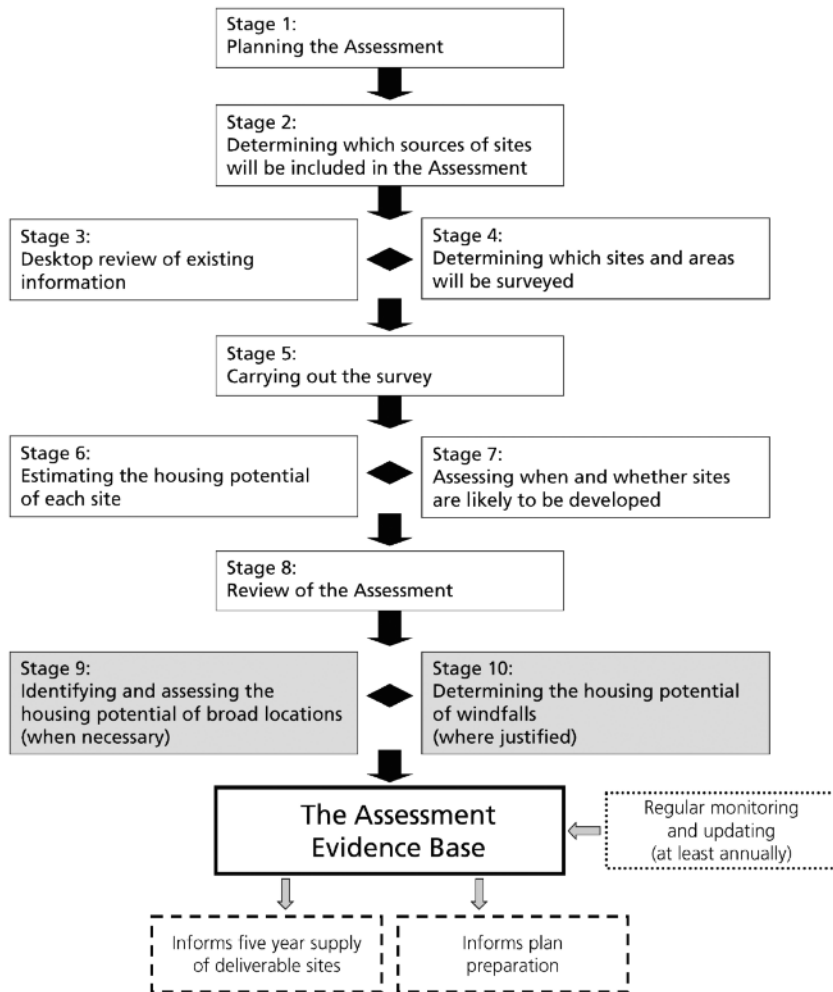 Stage 1:
Planning the Assessment
Stage 2:
Determining which sources of sites
will be included in the Assessment
Stage 3:
Desktop review of existing
information
Stage 4:
Determining which sites and areas
will be surveyed
Stage 5:
Carrying out the survey
Stage 6:
Estimating the housing potential
of each site
Stage 7:
Assessing when and whether sites
are likely to be developed
Stage 8:
Review of the Assessment
Stage 9:
Identifying and assessing the
housing potential of broad locations
(when necessary)
Stage 10:
Determining the housing potential
of windfalls
(where justified)
The Assessment
Evidence Base
Regular monitoring
and updating
(at least annually)
Informs five year supply
of deliverable sites
Informs plan
preparation